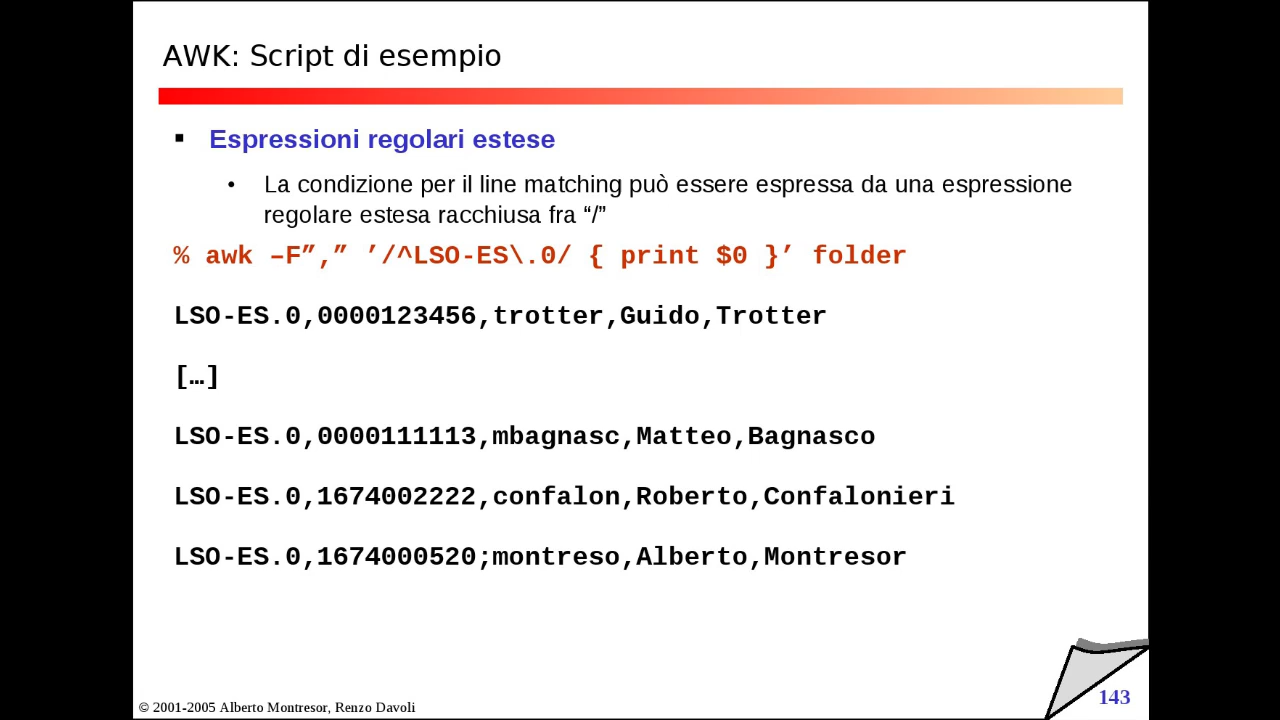 AWK: Script di esempio
▪ Espressioni regolari estese
• La condizione per il line matching può essere espressa da una espressione
regolare estesa racchiusa fra “/”
% awk –F”,” ’/^LSO-ES\.0/ { print $0 }’ folder
LSO-ES.0,0000123456,trotter,Guido,Trotter
[…]
LSO-ES.0,0000111113,mbagnasc,Matteo,Bagnasco
LSO-ES.0,1674002222,confalon,Roberto,Confalonieri
LSO-ES.0,1674000520;montreso,Alberto,Montresor
© 2001-2005 Alberto Montresor, Renzo Davoli
143